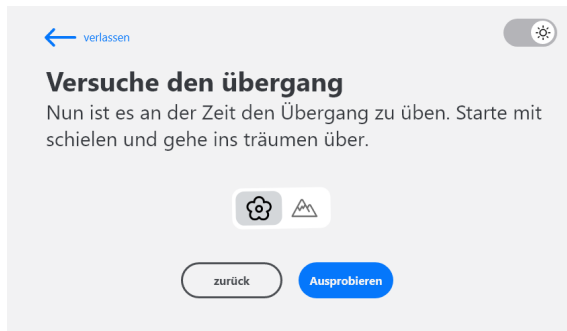 verlassen
Versuche den übergang
Nun ist es an der Zeit den Übergang zu üben. Starte mit
schielen und gehe ins träumen über.
zurück
Ausprobieren